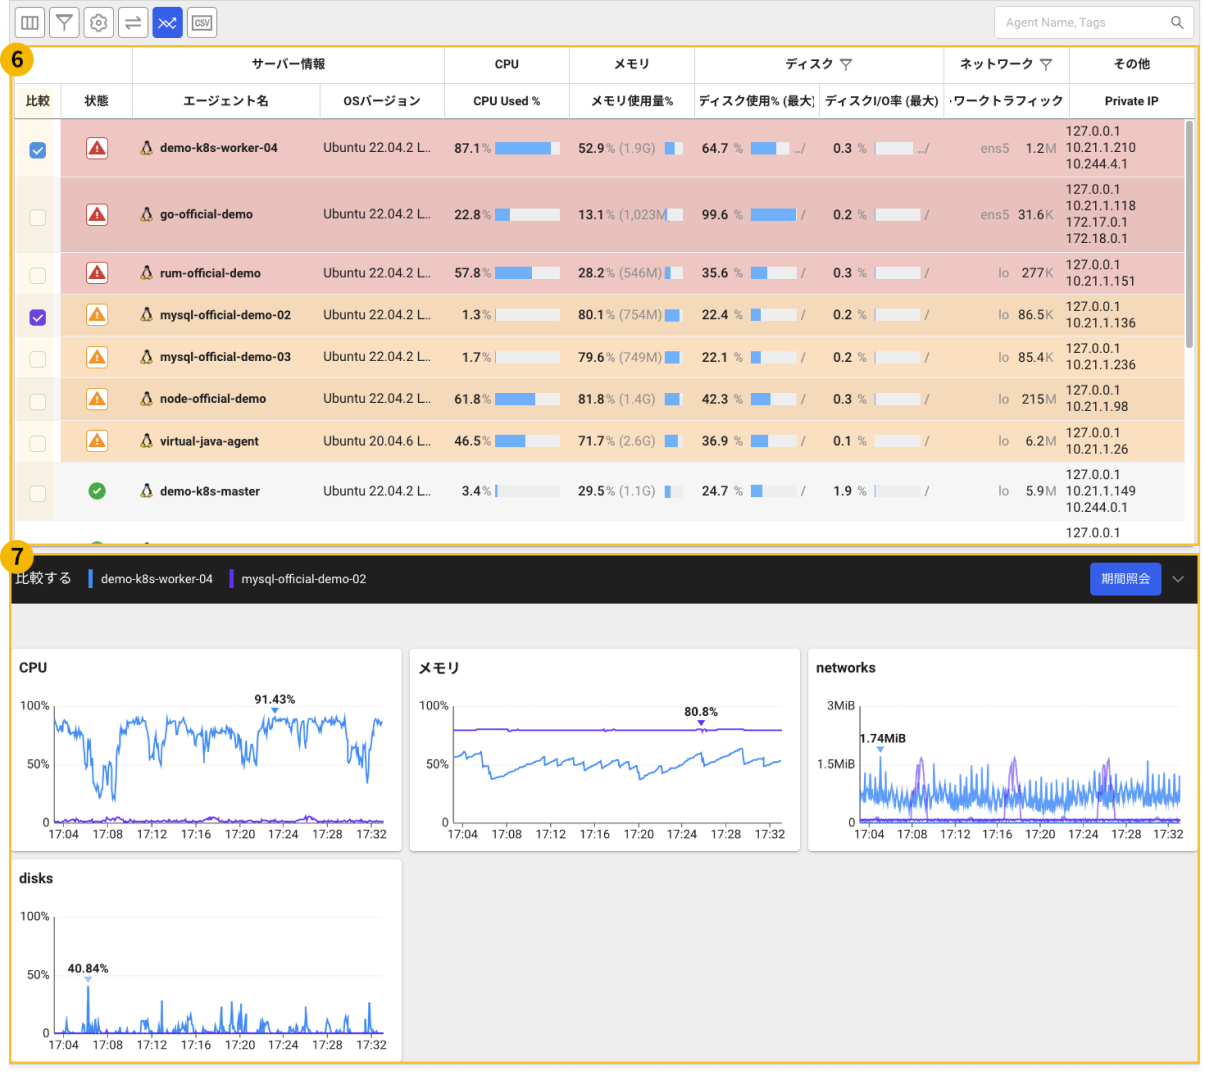 CSV
Agent Name, Tags
6
サーバー情報 CPU メモリ ディスク ネットワーク その他
比較 状態 エージェント名 OSバージョン CPU Used % メモリ使用量% ディスク使用% (最大) ディスクI/O率 (最大) ワークトラフィック Private IP
demo-k8s-worker-04 Ubuntu 22.04.2 L.. 87.1% 52.9% (1.9G) 64.7 % ../ 0.3 % ../ ens5 1.2M
127.0.0.1
10.21.1.210
10.244.4.1
go-official-demo Ubuntu 22.04.2 L.. 22.8% 13.1% (1,023M 99.6 % / 0.2 % / ens5 31.6K
127.0.0.1
10.21.1.118
172.17.0.1
172.18.0.1
rum-official-demo Ubuntu 22.04.2 L.. 57.8% 28.2% (546M) 35.6 % / 0.3 % / lo 277K
127.0.0.1
10.21.1.151
mysql-official-demo-02 Ubuntu 22.04.2 L.. 1.3% 80.1% (754M) 22.4 % / 0.2 % / lo 86.5K
127.0.0.1
10.21.1.136
mysql-official-demo-03 Ubuntu 22.04.2 L.. 1.7% 79.6% (749M) 22.1 % / 0.2 % / lo 85.4K
127.0.0.1
10.21.1.236
node-official-demo Ubuntu 22.04.2 L.. 61.8% 81.8% (1.4G) 42.3 % / 0.3 % / lo 215M
127.0.0.1
10.21.1.98
virtual-java-agent Ubuntu 20.04.6 L.. 46.5% 71.7% (2.6G) 36.9 % / 0.1 % / lo 6.2M
127.0.0.1
10.21.1.26
demo-k8s-master Ubuntu 22.04.2 L.. 3.4% 29.5% (1.1G) 24.7 % / 1.9 % / lo 5.9M
127.0.0.1
10.21.1.149
10.244.0.1
127.0.0.1
7
比較する demo-k8s-worker-04 mysql-official-demo-02 期間照会
CPU
91.43%
100%
50%
0
17:04 17:08 17:12 17:16 17:20 17:24 17:28 17:32
メモリ
80.8%
100%
50%
0
17:04 17:08 17:12 17:16 17:20 17:24 17:28 17:32
networks
3MiB
1.74MiB
1.5MiB
0
17:04 17:08 17:12 17:16 17:20 17:24 17:28 17:32
disks
100%
40.84%
50%
0
17:04 17:08 17:12 17:16 17:20 17:24 17:28 17:32